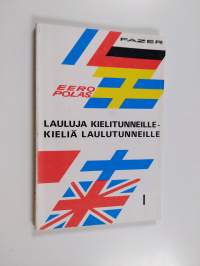 FAZER
EERO
POLAS
LAULUJA KIELITUNNEILLE-
KIELIÄ LAULUTUNNEILLE
I